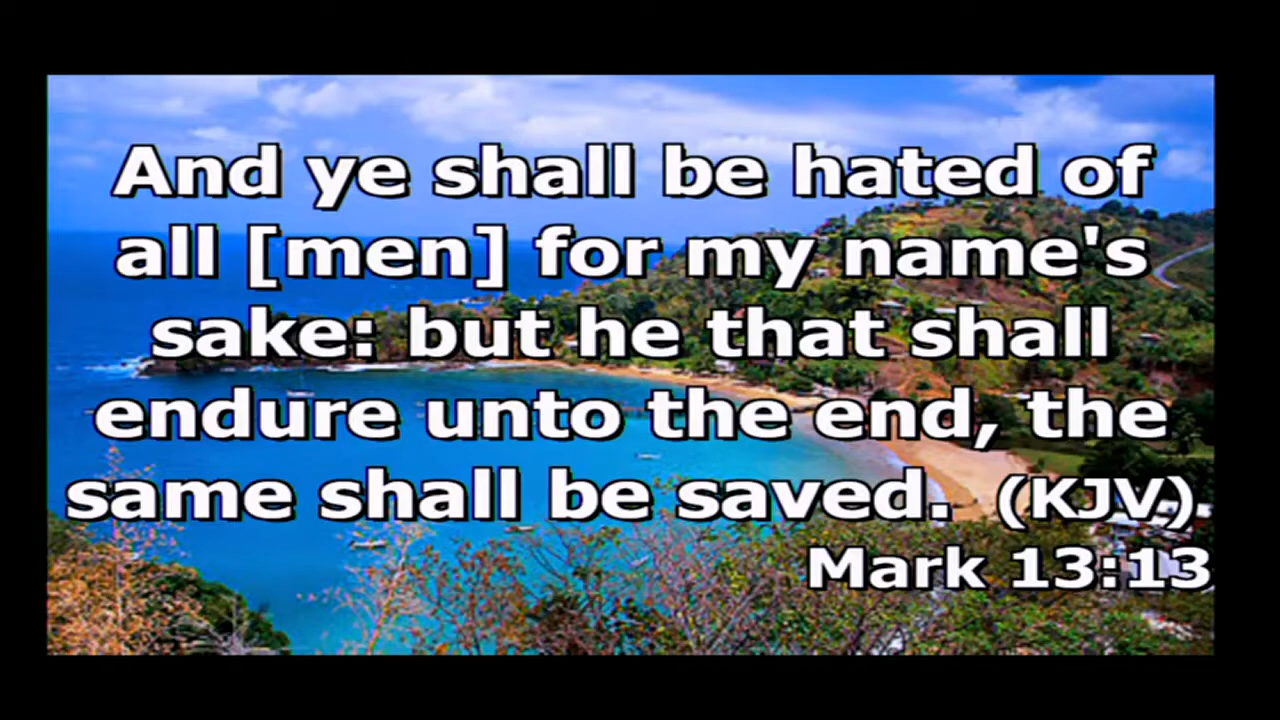 And ye shall be hated of
all [men] for my name's
sake: but he that shall
endure unto the end, the
same shall be saved. (KJV)
Mark 13:13